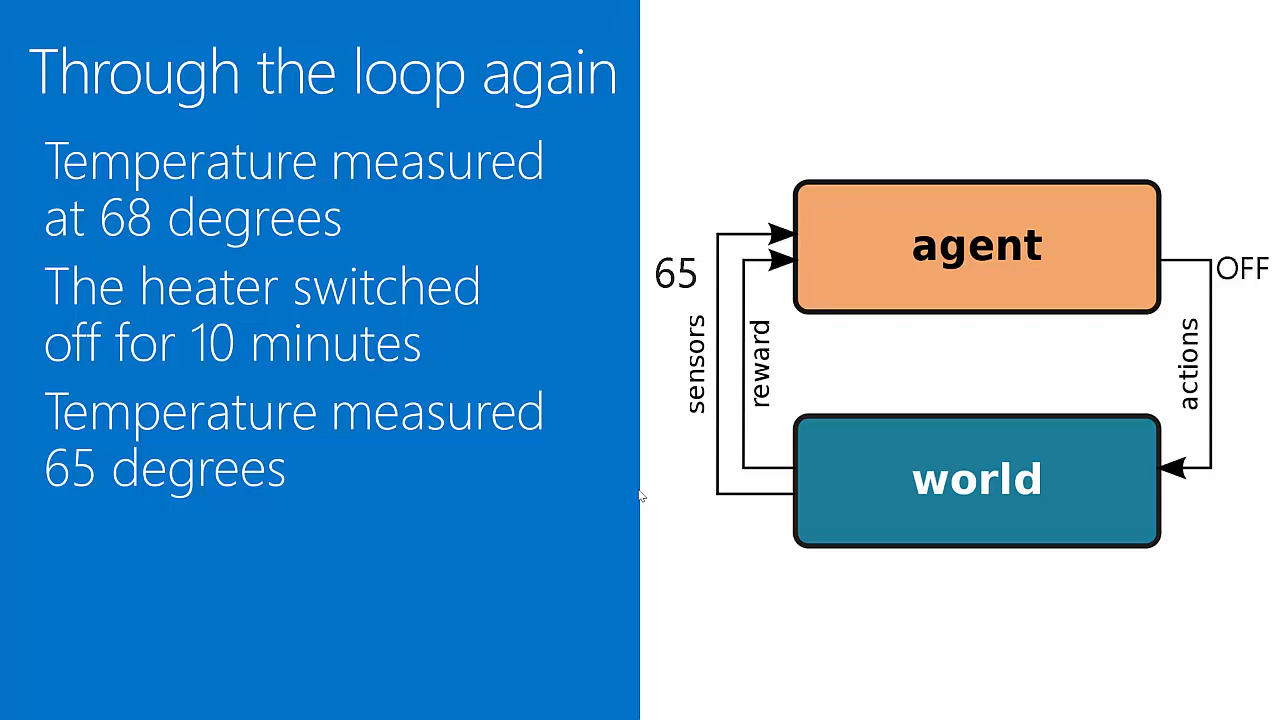 Through the loop again
Temperature measured
at 68 degrees
The heater switched
off for 10 minutes
Temperature measured
65 degrees
agent
65
OFF
sensors
reward
actions
world